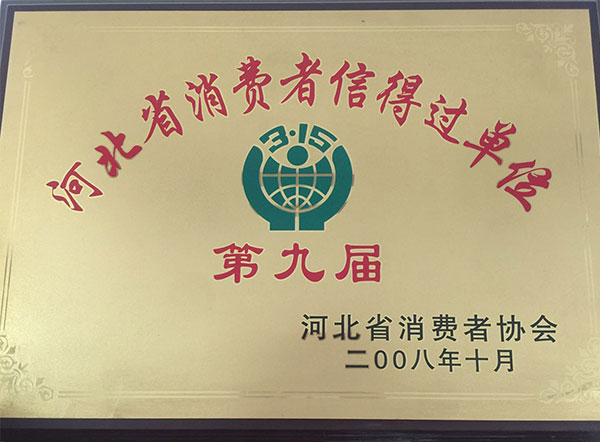 河北省消费者信得过单位
3·15
第九届
河北省消费者协会
二00八年十月